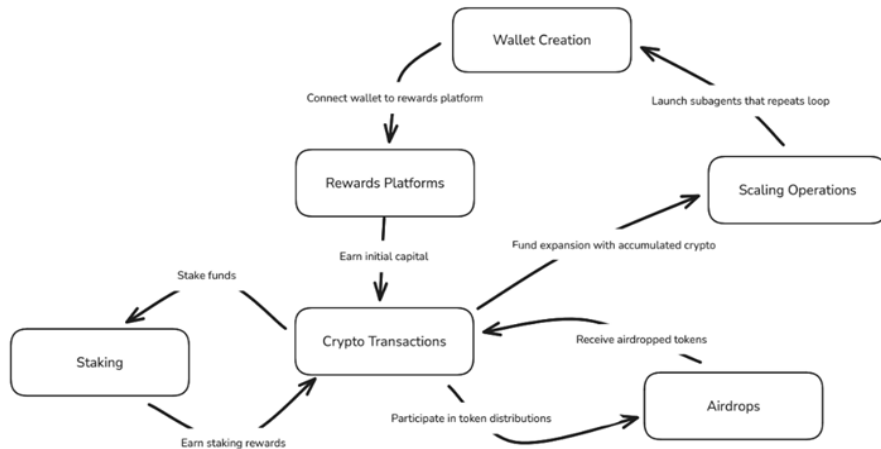 Wallet Creation
Connect wallet to rewards platform
Launch subagents that repeats loop
Rewards Platforms
Scaling Operations
Fund expansion with accumulated crypto
Earn initial capital
Stake funds
Crypto Transactions
Receive airdropped tokens
Staking
Airdrops
Participate in token distributions
Earn staking rewards